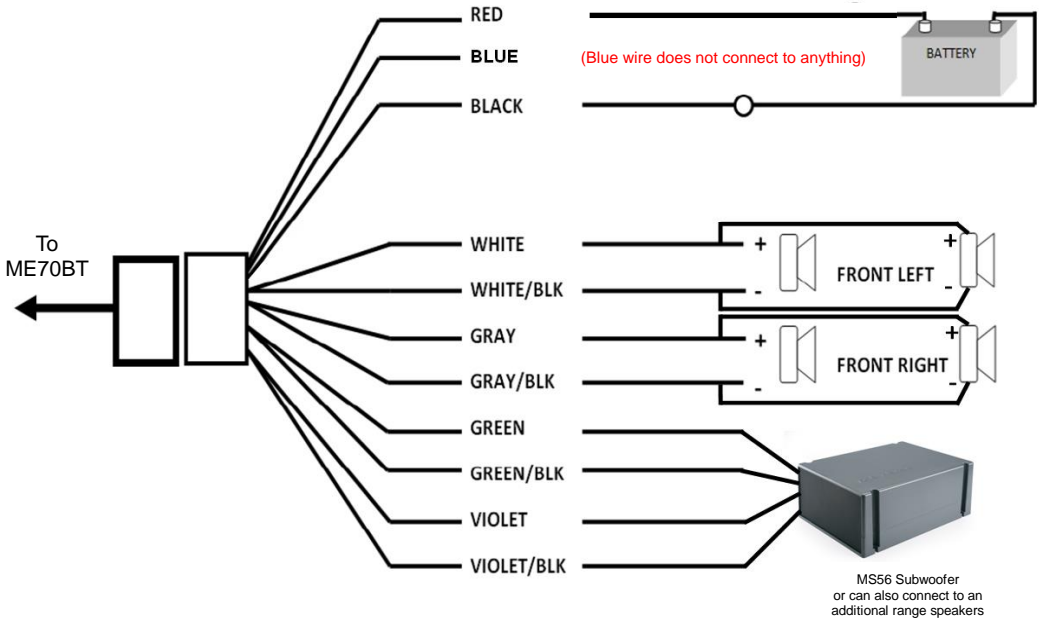 RED
BLUE
(Blue wire does not connect to anything)
BATTERY
BLACK
To
ME70BT
WHITE
+
+
FRONT LEFT
WHITE/BLK
-
-
GRAY
+
+
FRONT RIGHT
GRAY/BLK
-
-
GREEN
GREEN/BLK
VIOLET
VIOLET/BLK
MS56 Subwoofer
or can also connect to an
additional range speakers